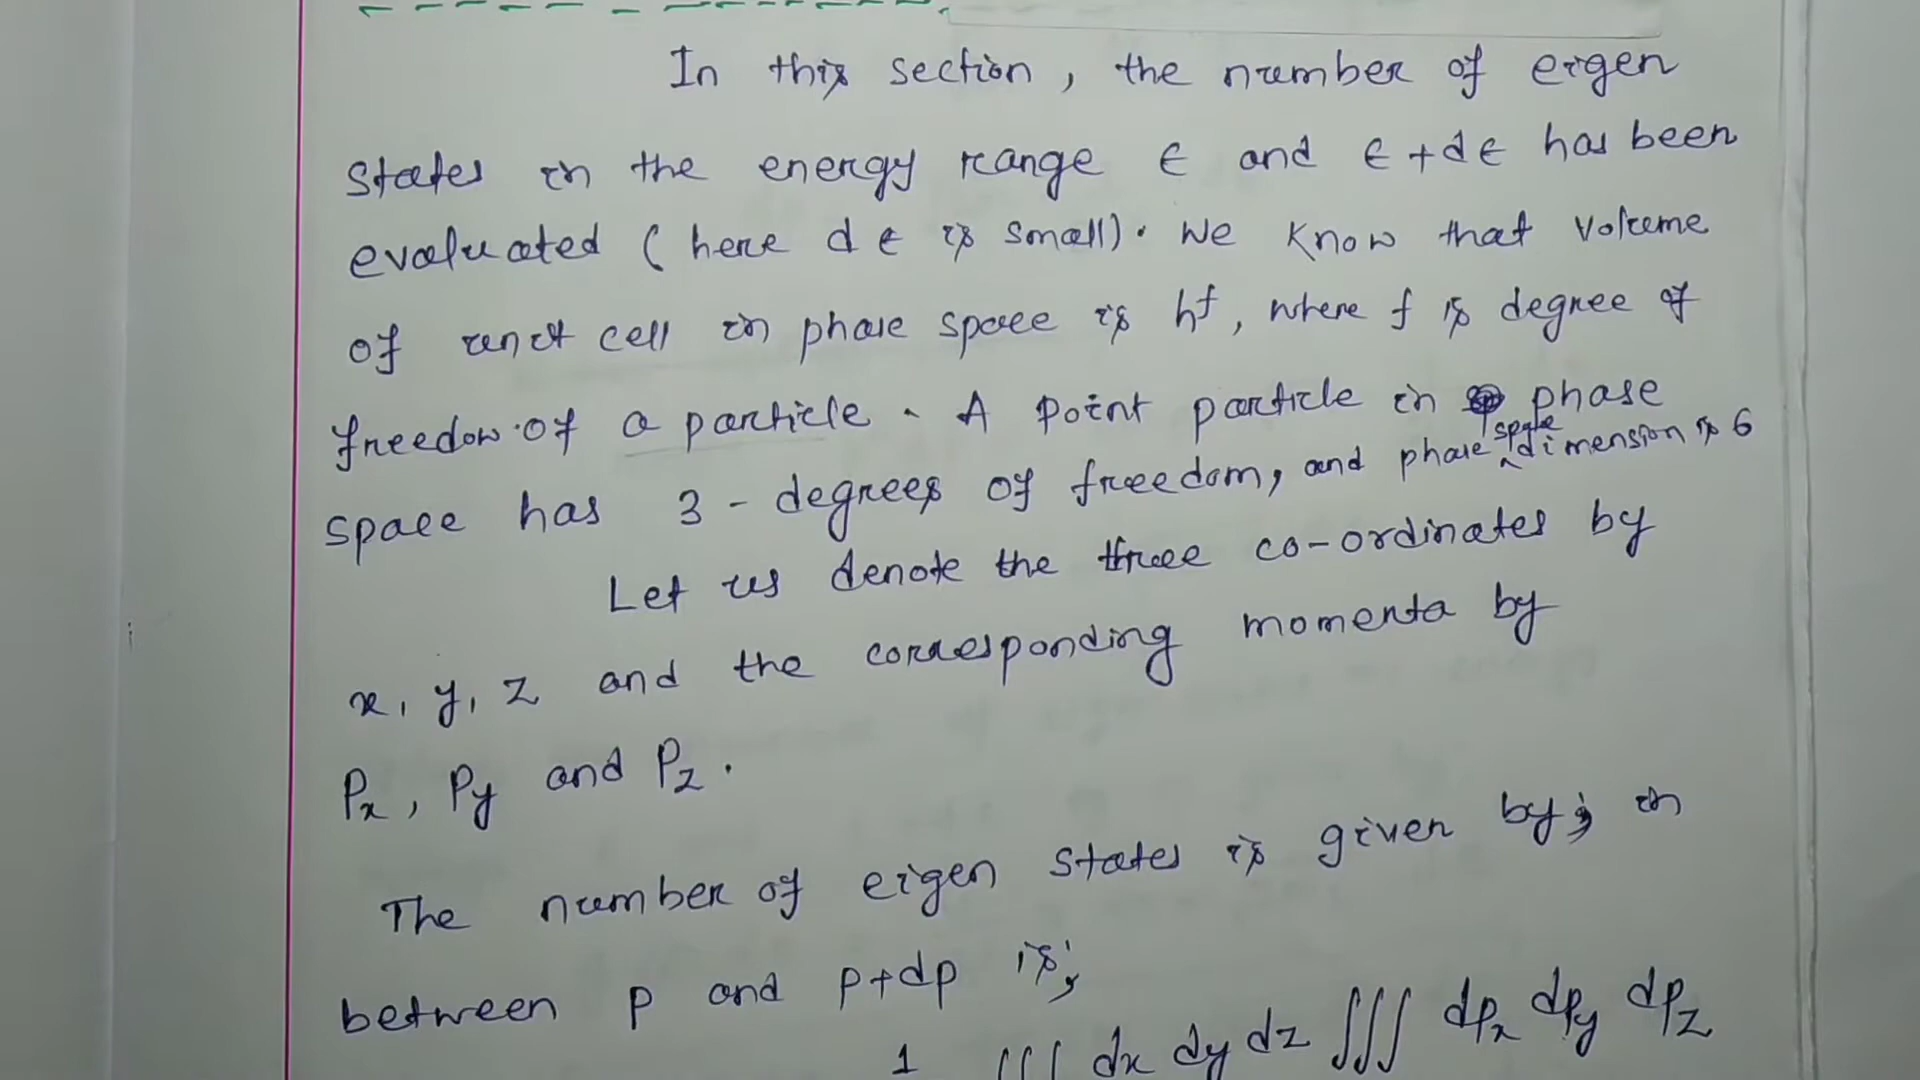 In this section, the number of eigen
states in the energy range ϵ and ϵ+dϵ has been
evaluated (here dϵ is small). We know that volume
of unit cell in phase space is h^f, where f is degree of
freedom of a particle. A point particle in phase
space has 3-degrees of freedom, and phase space dimension is 6
Let us denote the three co-ordinates by
x, y, z and the corresponding momenta by
Px, Py and Pz.
The number of eigen states is given by; in
between p and p+dp is;
1 ∫∫∫ dx dy dz ∫∫∫ dpx dpy dpz